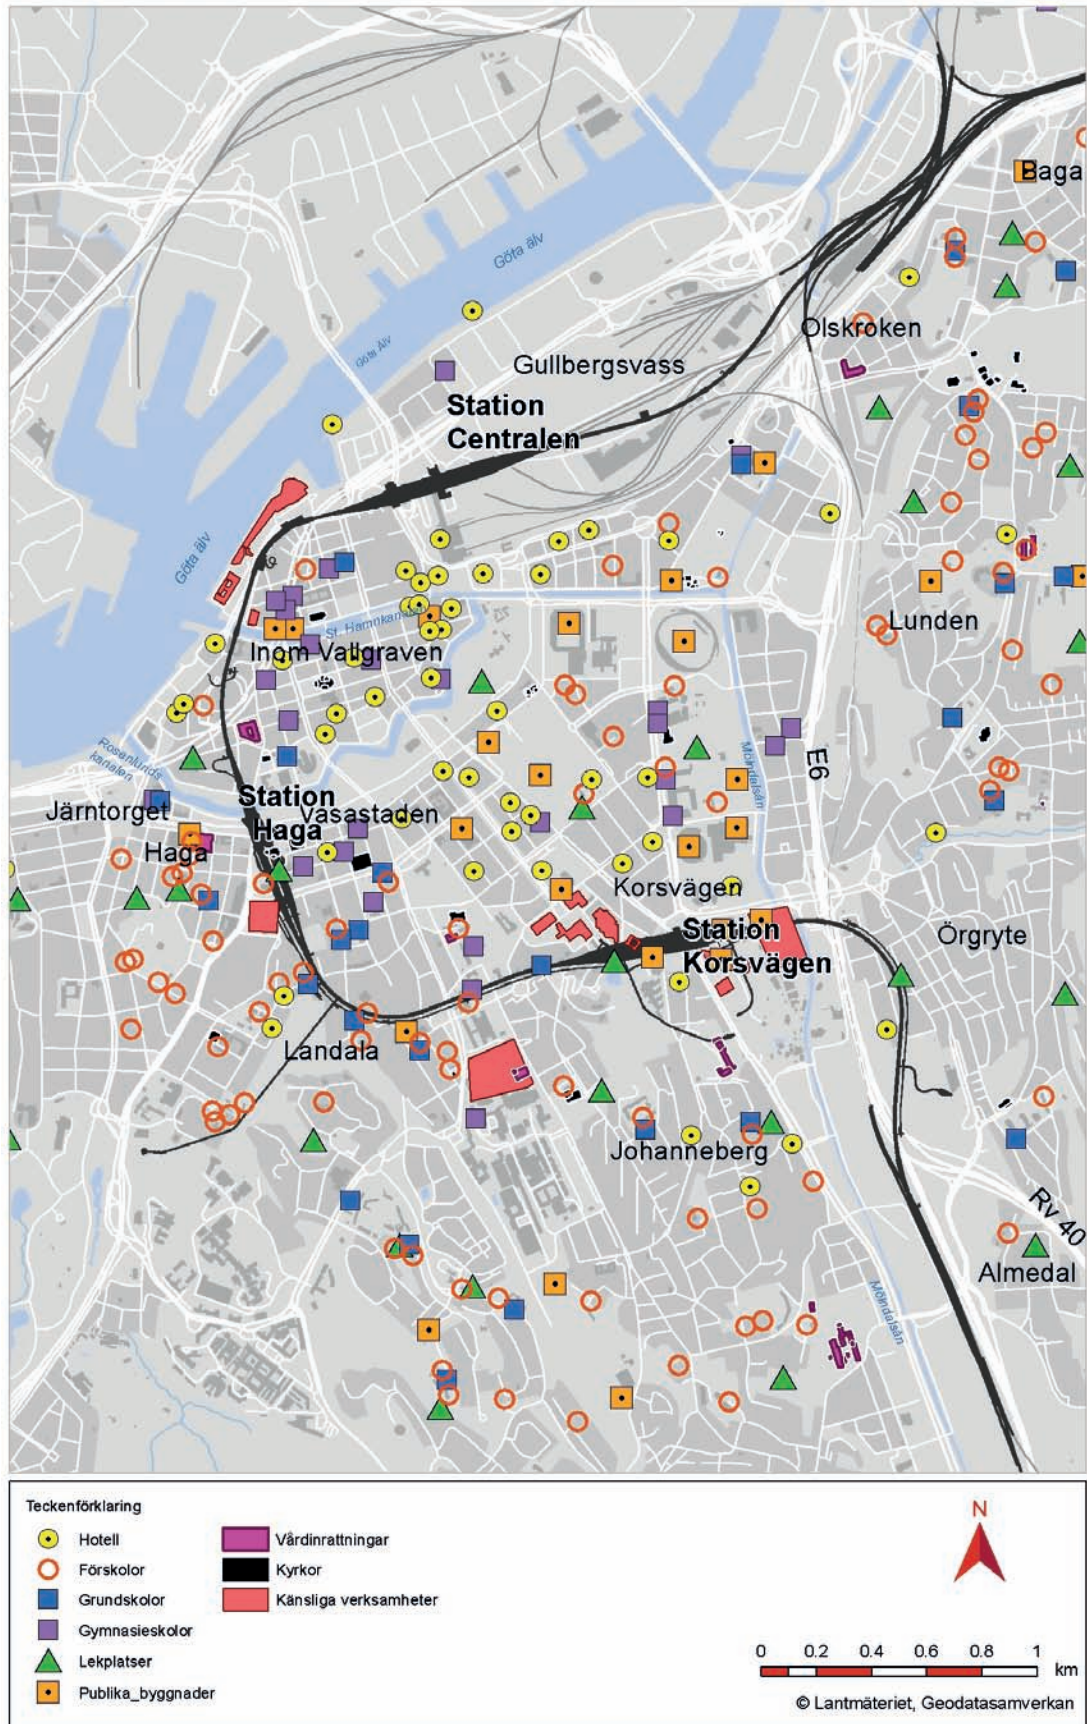 Baga
Göta älv
Olskroken
Göta Älv
Gullbergsvass
Station
Centralen
Göta älv
St. Hamnkanalen
Lunden
Inom Vallgraven
Rosenlunds
kanalen
Mölndalsån
E6
Station
Haga
Vasastaden
Järntorget
Haga
Korsvägen
Station
Korsvägen
Örgryte
Landala
Johanneberg
Rv 40
Almedal
Mölndalsån
Teckenförklaring
Hotell
Förskolor
Grundskolor
Gymnasieskolor
Lekplatser
Publika_byggnader
Vårdinrattningar
Kyrkor
Känsliga verksamheter
N
0 0.2 0.4 0.6 0.8 1
km
© Lantmäteriet, Geodatasamverkan